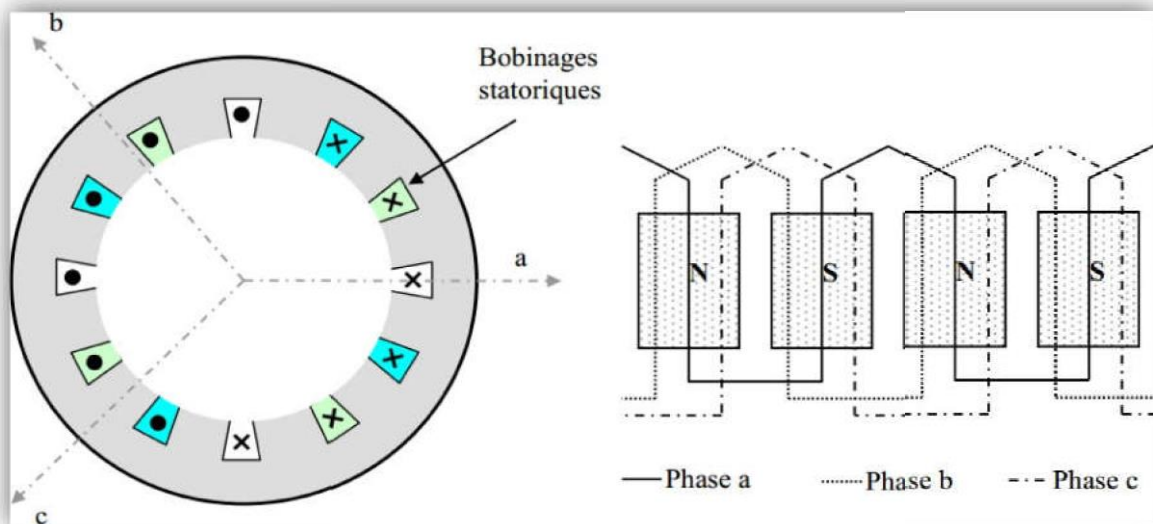 b
Bobinages
statoriques
a
c
N
S
N
S
Phase a
Phase b
Phase c